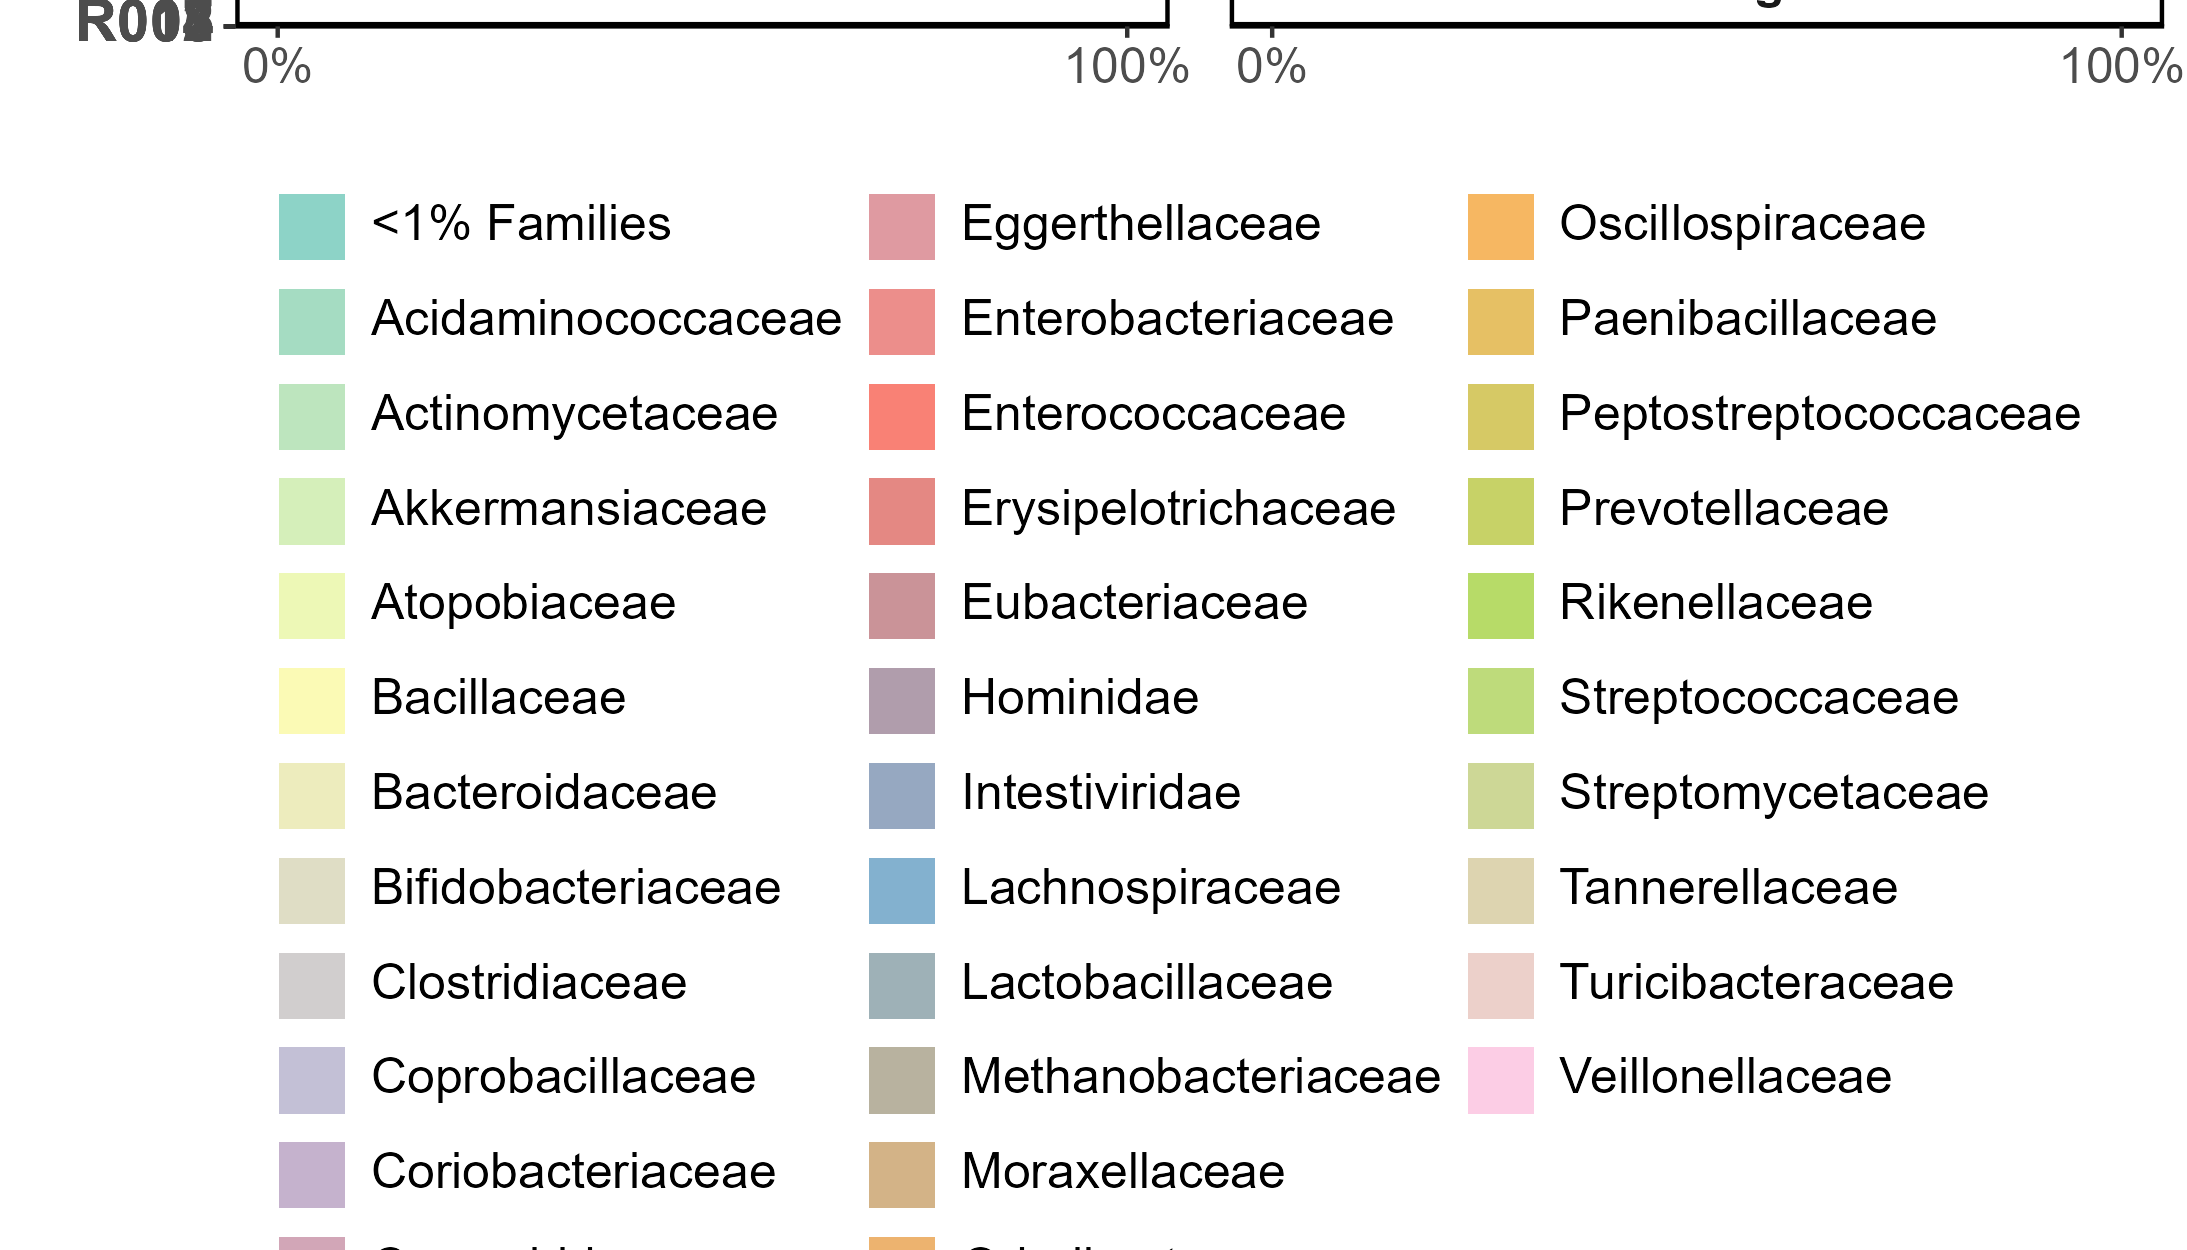 0% 100% 0% 100%
<1% Families
Acidaminococcaceae
Actinomycetaceae
Akkermansiaceae
Atopobiaceae
Bacillaceae
Bacteroidaceae
Bifidobacteriaceae
Clostridiaceae
Coprobacillaceae
Coriobacteriaceae
Eggerthellaceae
Enterobacteriaceae
Enterococcaceae
Erysipelotrichaceae
Eubacteriaceae
Hominidae
Intestiviridae
Lachnospiraceae
Lactobacillaceae
Methanobacteriaceae
Moraxellaceae
Oscillospiraceae
Paenibacillaceae
Peptostreptococcaceae
Prevotellaceae
Rikenellaceae
Streptococcaceae
Streptomycetaceae
Tannerellaceae
Turicibacteraceae
Veillonellaceae